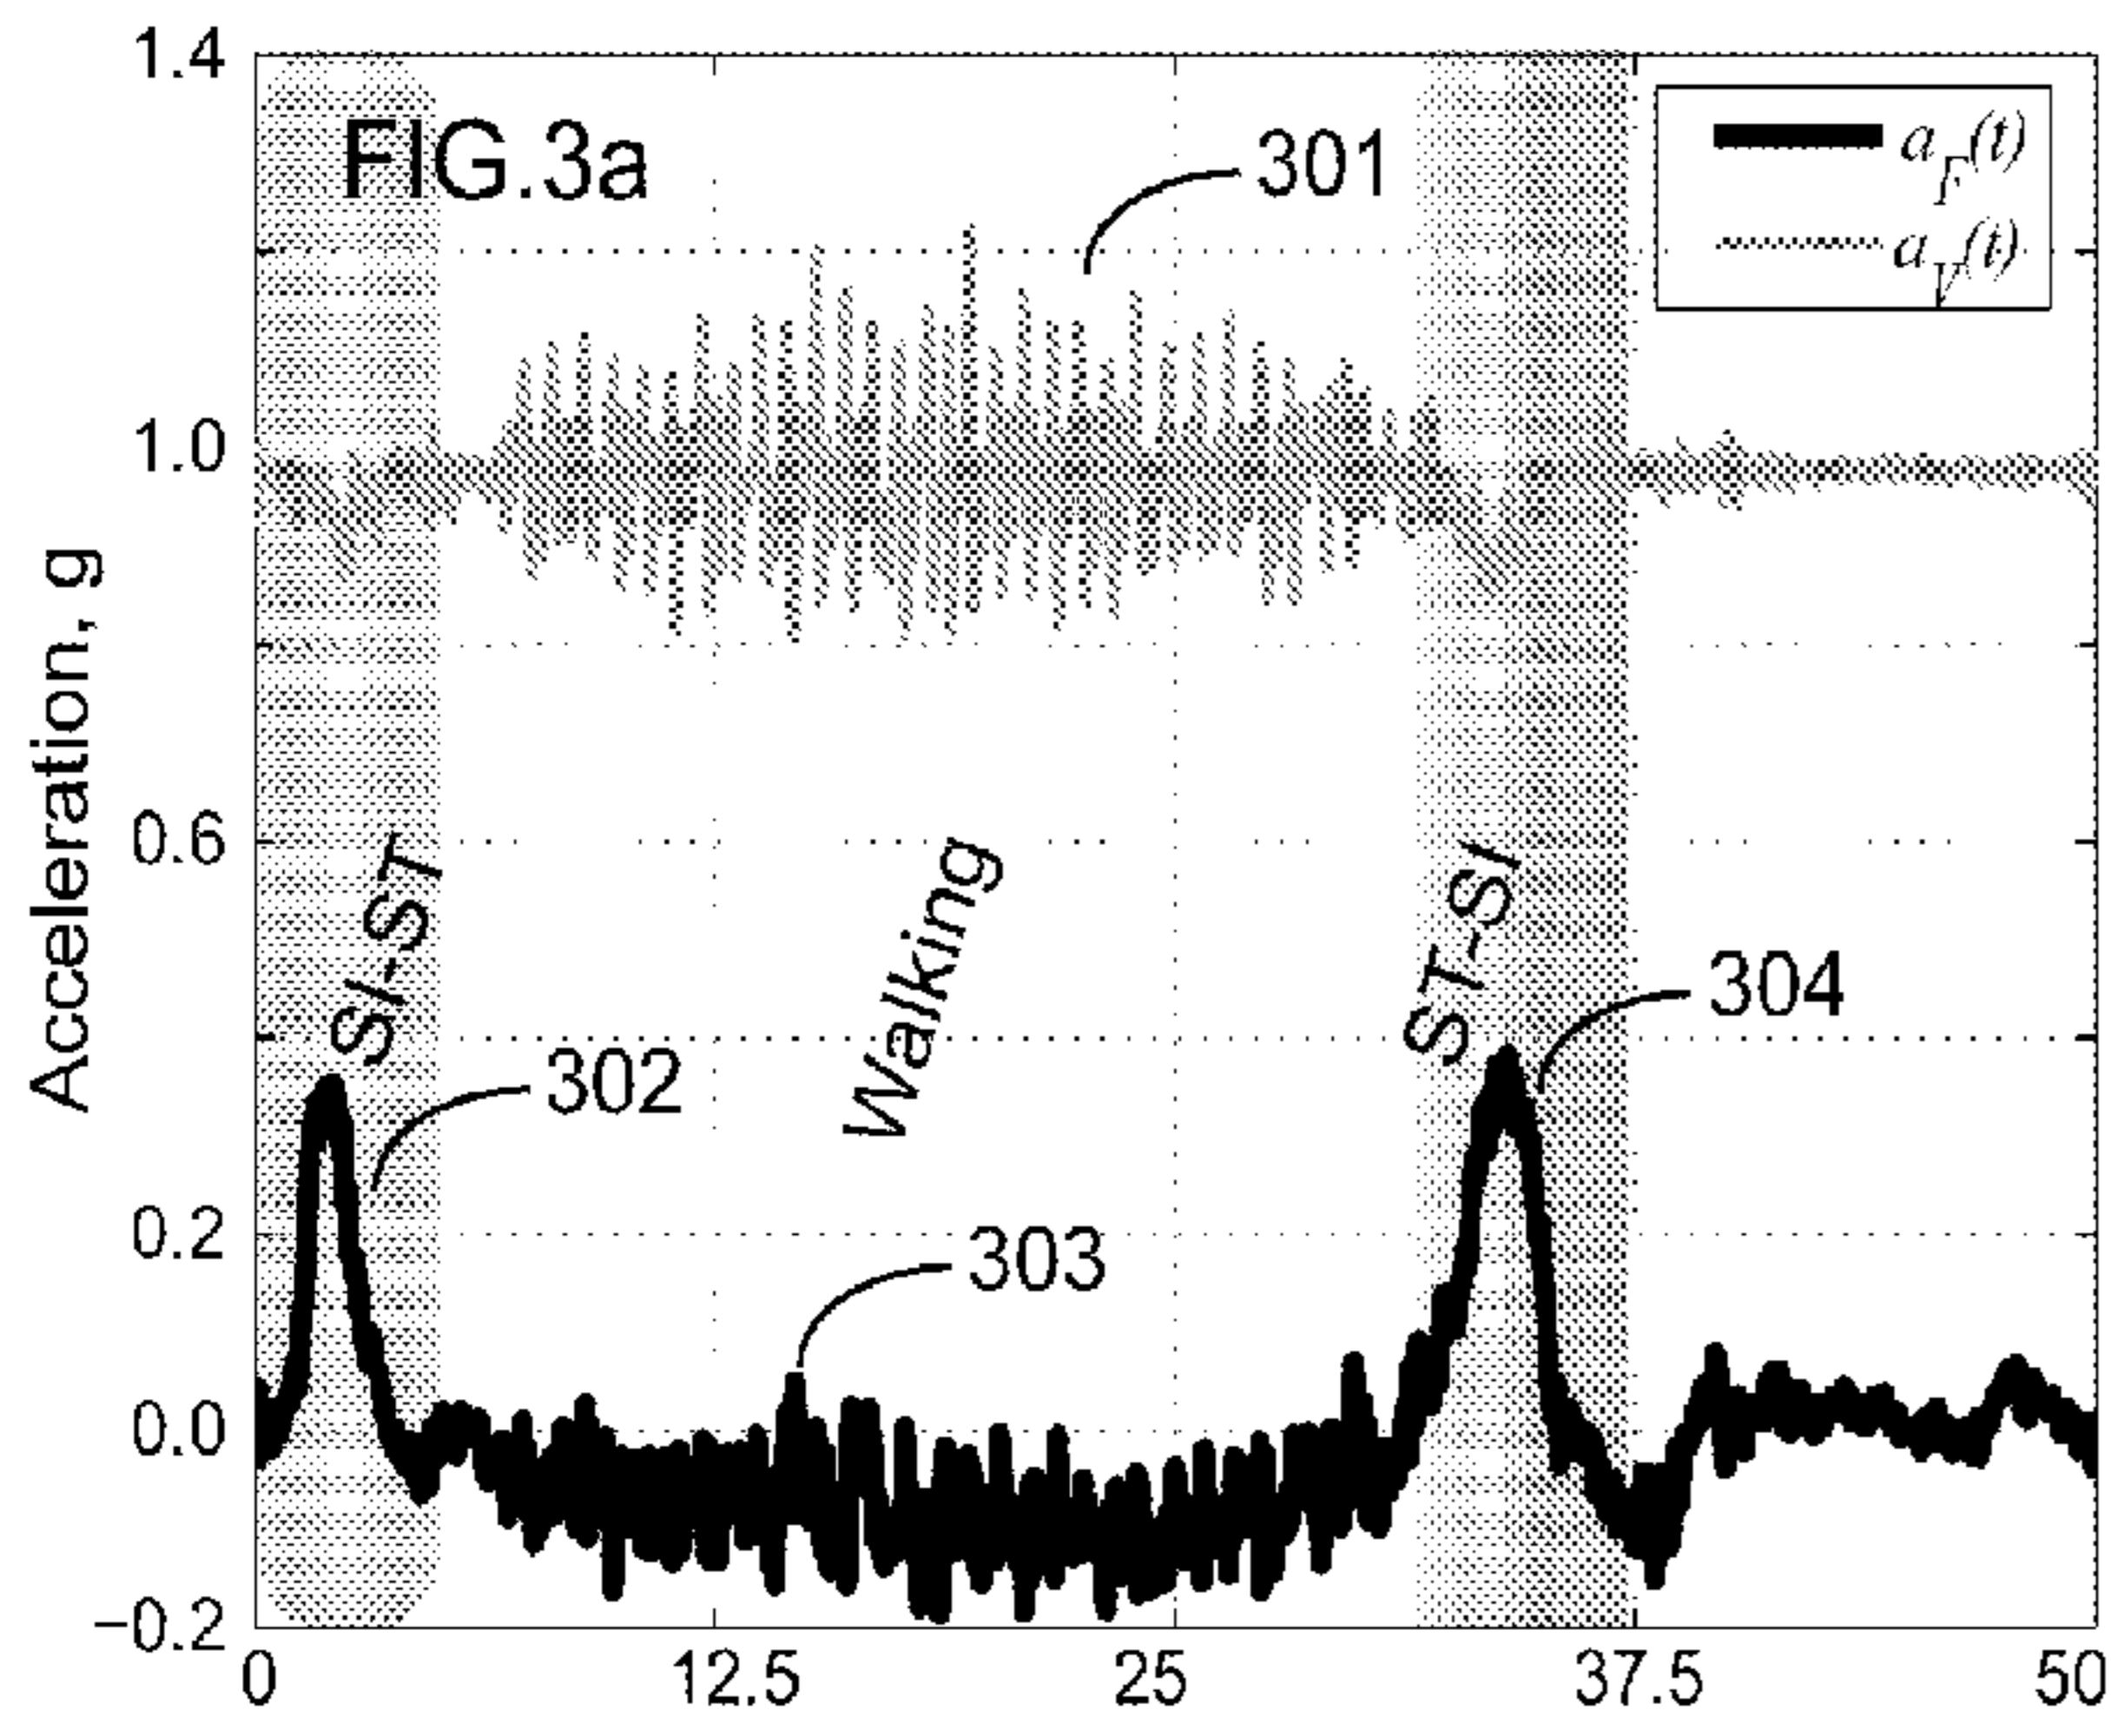 1.4
FIG.3a
301
a_F(t)
a_V(t)
1.0
Acceleration, g
0.6
SI-ST
Walking
ST-SI
304
302
0.2
303
0.0
−0.2
0
12.5
25
37.5
50